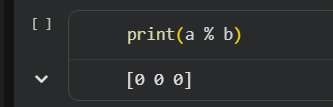 [ ]
print(a % b)
[0 0 0]